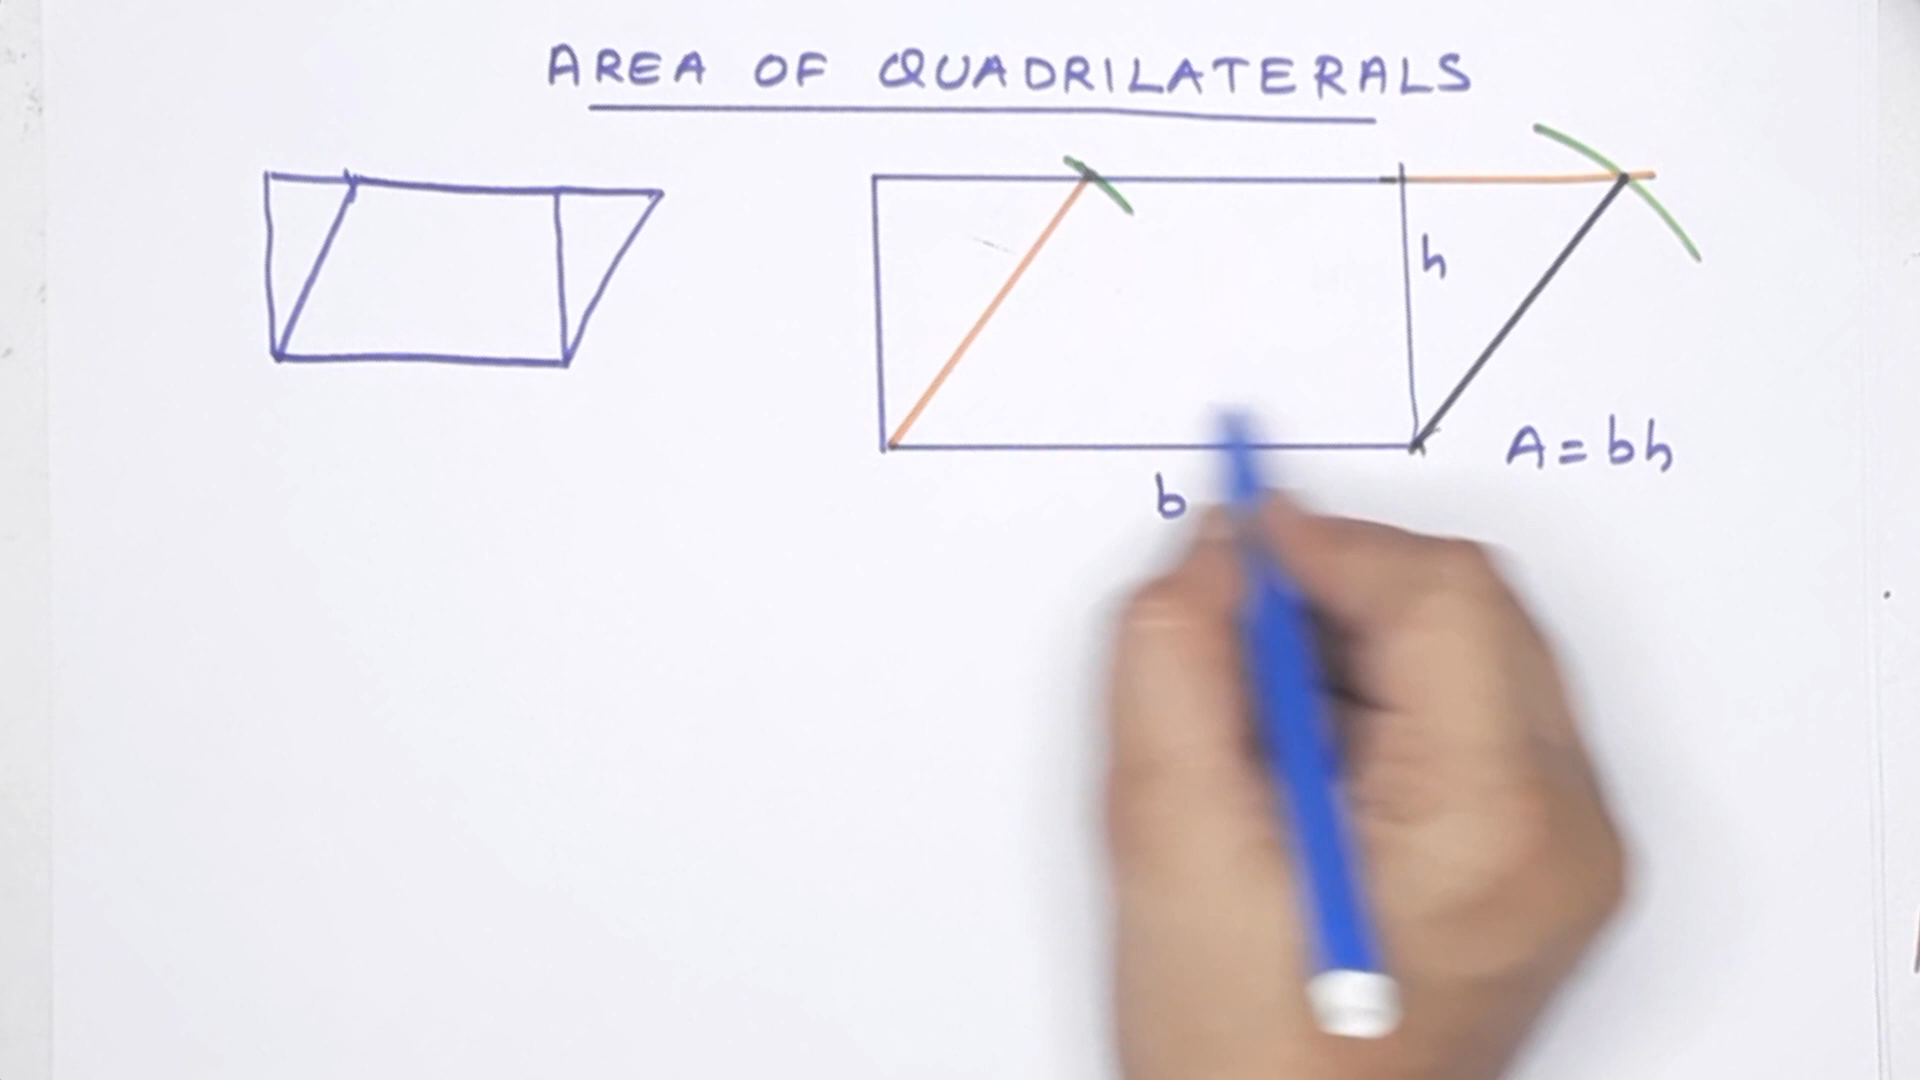 AREA OF QUADRILATERALS
h
A = bh
b